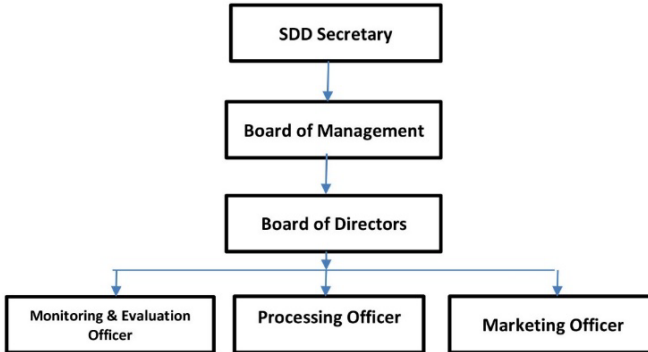 SDD Secretary
Board of Management
Board of Directors
Monitoring & Evaluation
Officer
Processing Officer
Marketing Officer